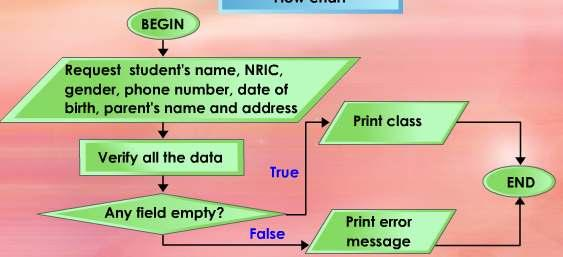 Flow Chart
BEGIN
Request student's name, NRIC,
gender, phone number, date of
birth, parent's name and address
Verify all the data
Any field empty?
True
False
Print class
Print error
message
END